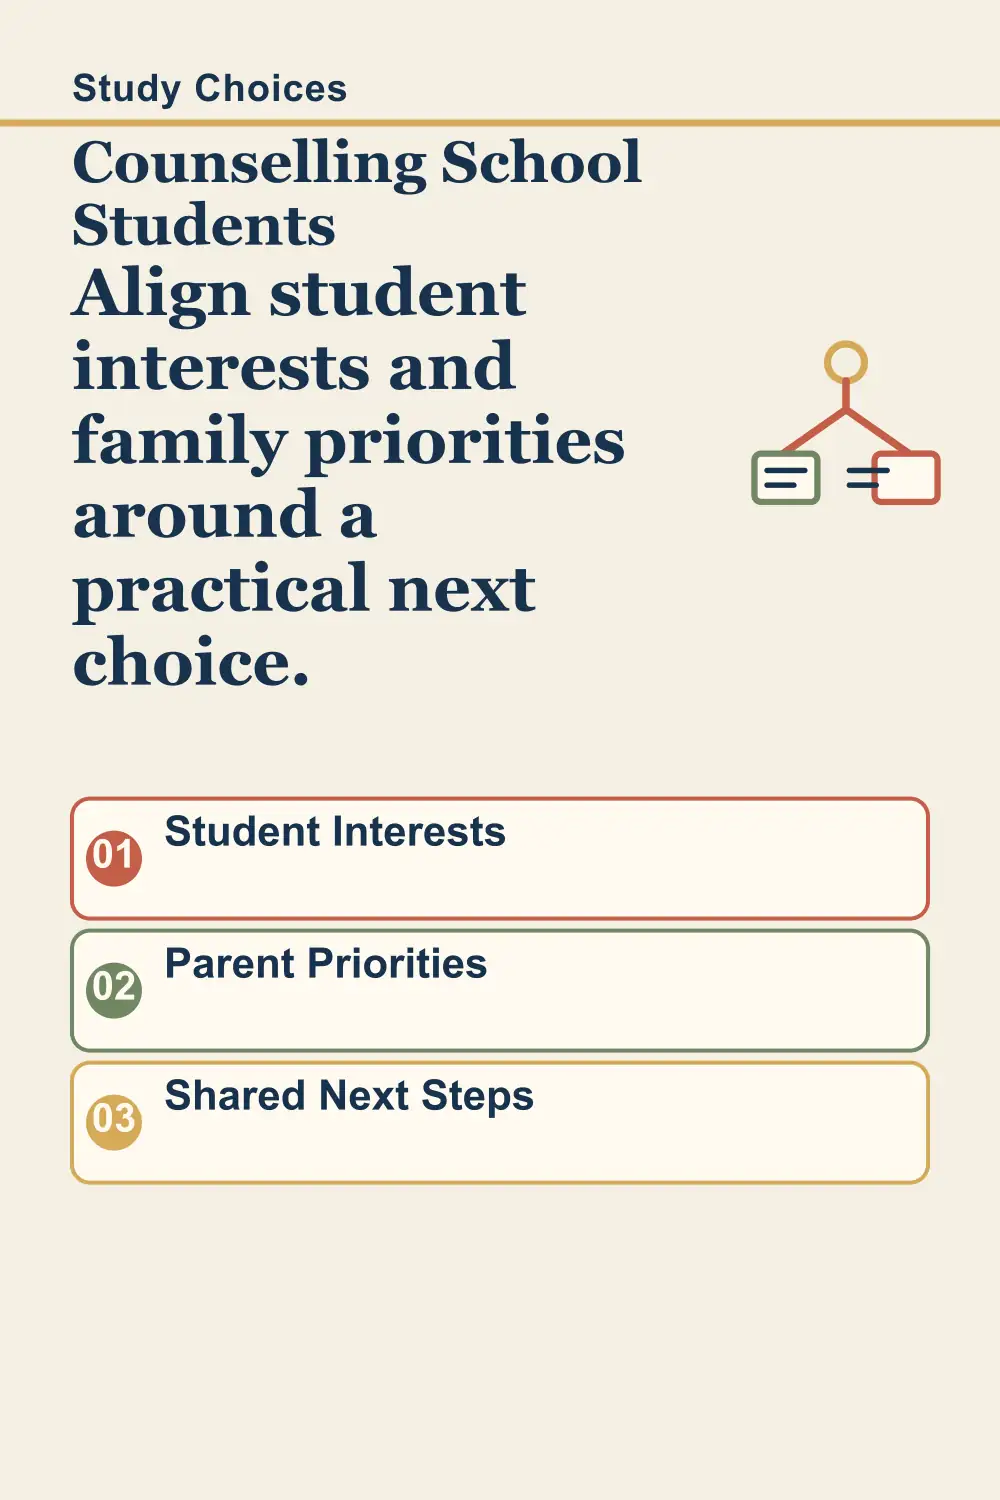 Study Choices
Counselling School
Students
Align student
interests and
family priorities
around a
practical next
choice.
01
Student Interests
02
Parent Priorities
03
Shared Next Steps